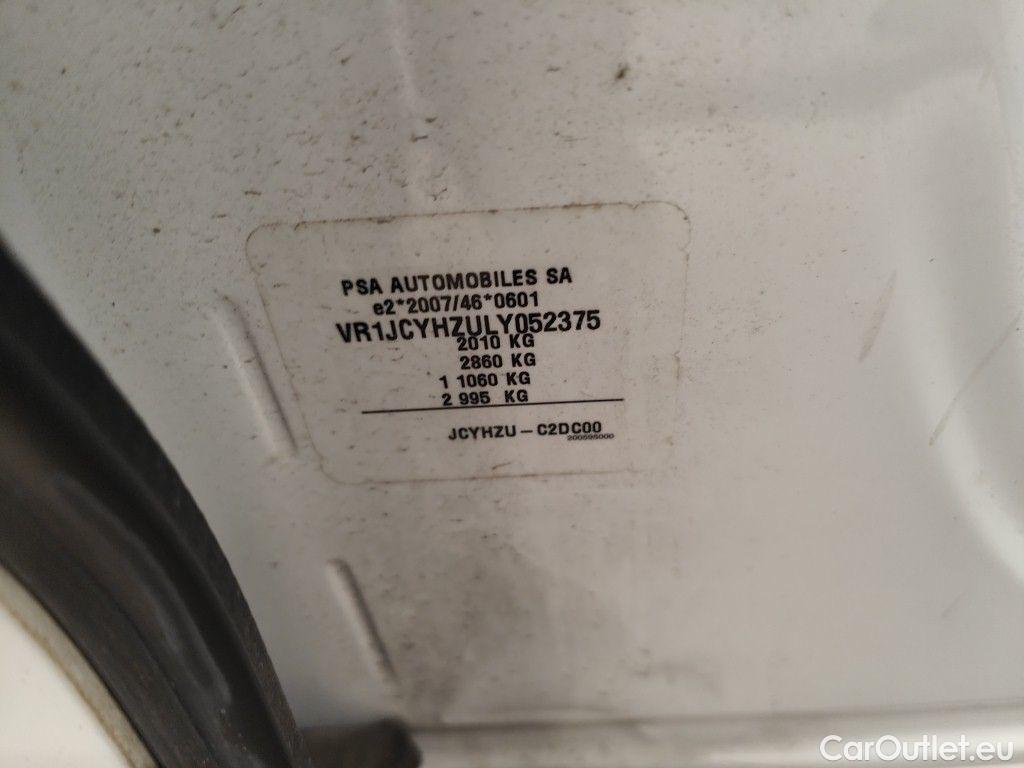 PSA AUTOMOBILES SA
e2*2007/46*0601
VR1JCYHZULY052375
2010 KG
2860 KG
1 1060 KG
2 995 KG
JCYHZU-C2DC00
200595000
CarOutlet.eu